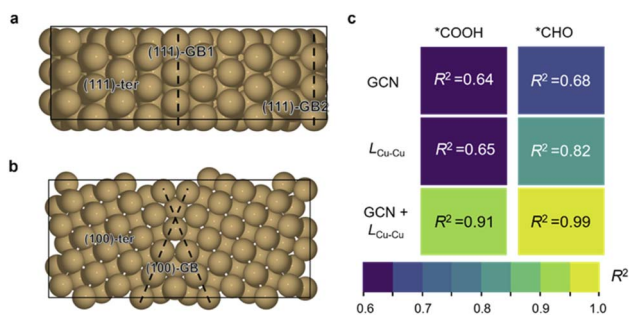 a
(111)-GB1
(111)-ter
(111)-GB2
b
(100)-ter
(100)-GB
c
*COOH *CHO
GCN R²=0.64 R²=0.68
L_Cu-Cu R²=0.65 R²=0.82
GCN +
L_Cu-Cu R²=0.91 R²=0.99
R²
0.6 0.7 0.8 0.9 1.0